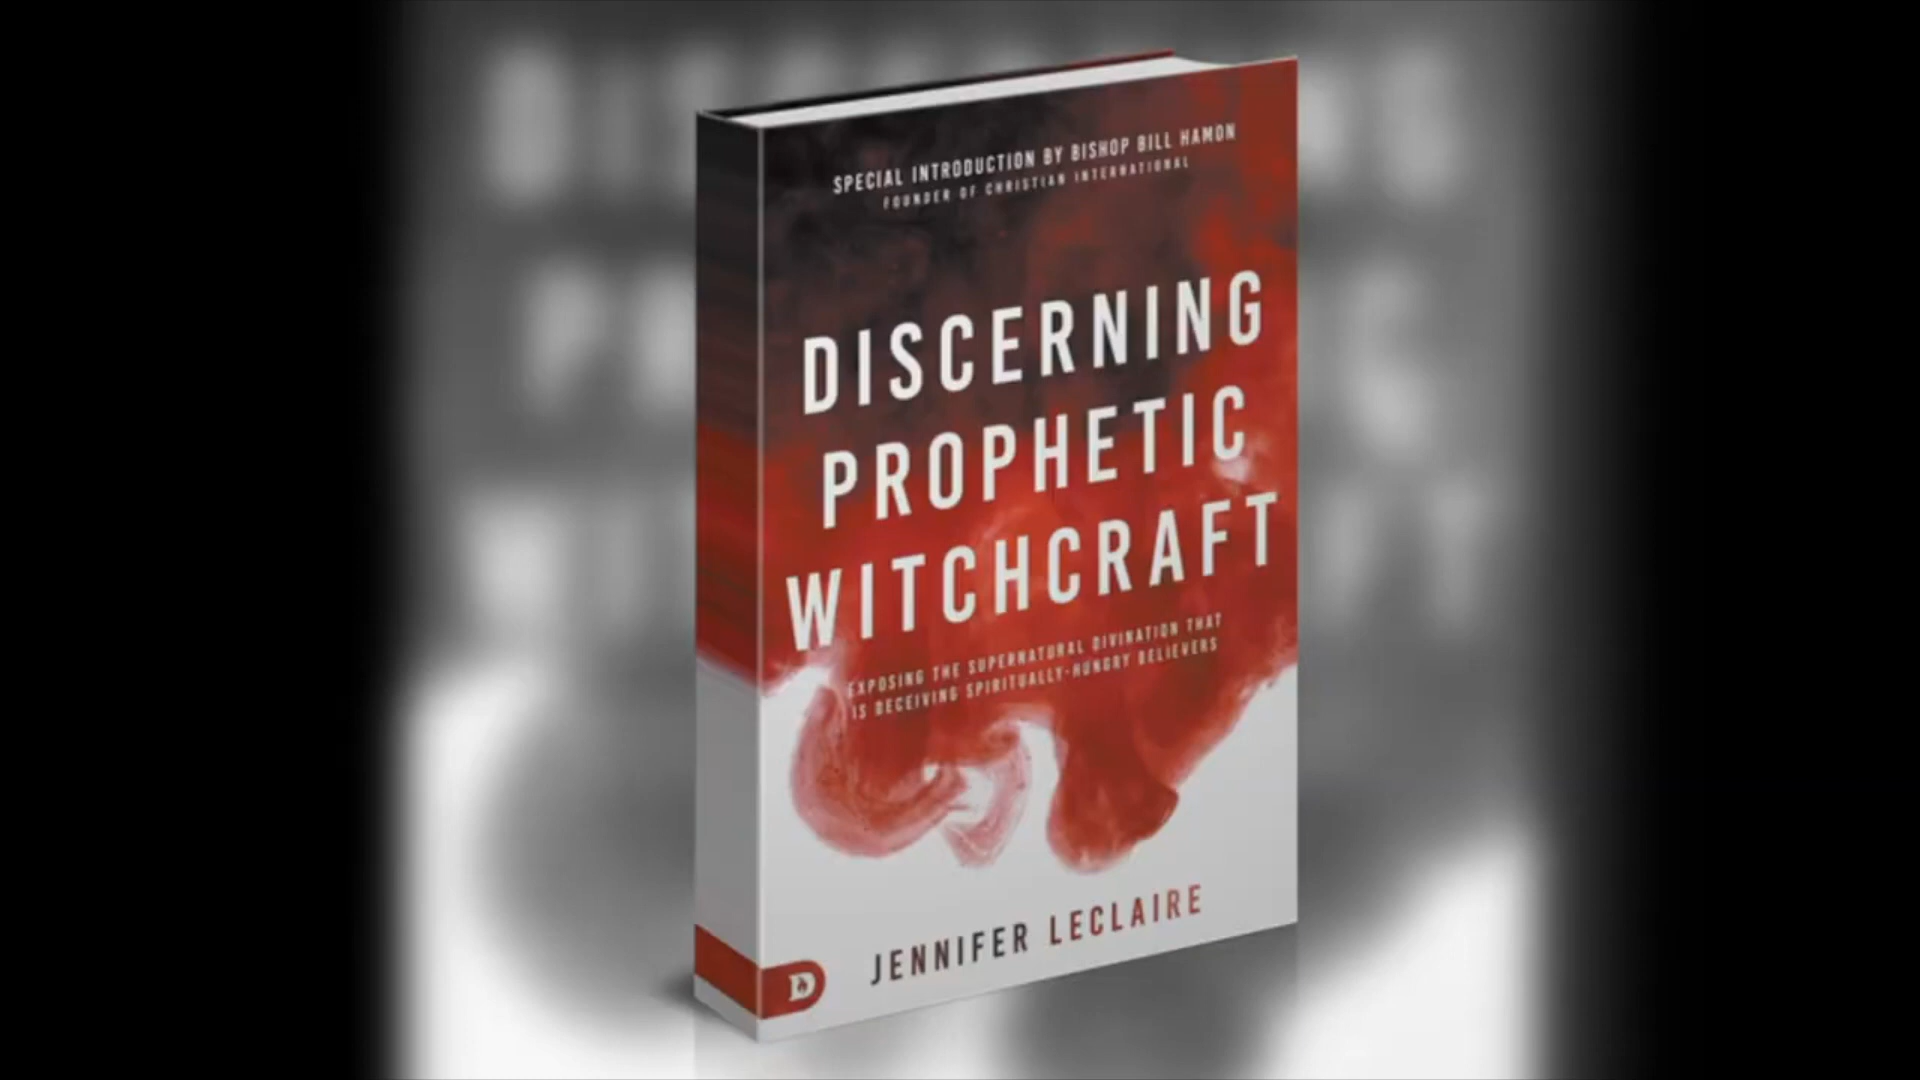 SPECIAL INTRODUCTION BY BISHOP BILL HAMON
FOUNDER OF CHRISTIAN INTERNATIONAL
DISCERNING
PROPHETIC
WITCHCRAFT
EXPOSING THE SUPERNATURAL DIVINATION THAT
IS DECEIVING SPIRITUALLY-HUNGRY BELIEVERS
JENNIFER LECLAIRE
D